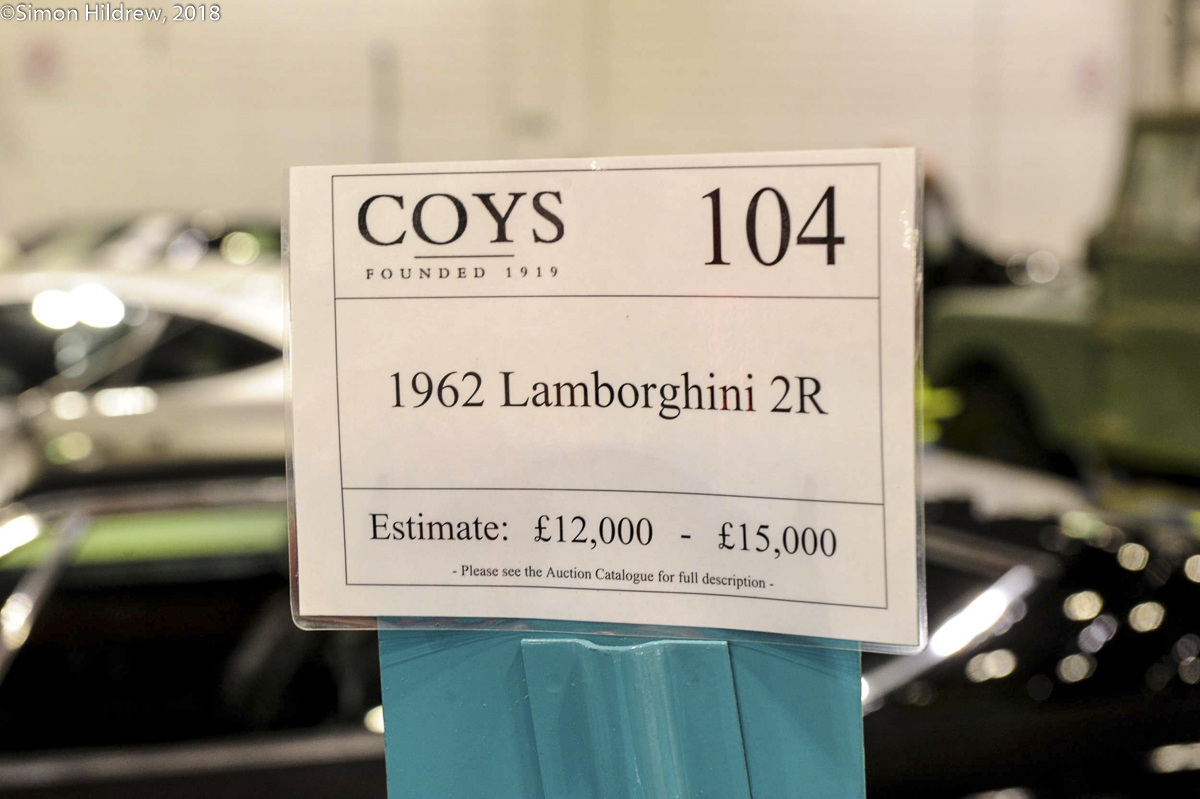 ©Simon Hildrew, 2018
COYS 104
FOUNDED 1919
1962 Lamborghini 2R
Estimate: £12,000 - £15,000
- Please see the Auction Catalogue for full description -